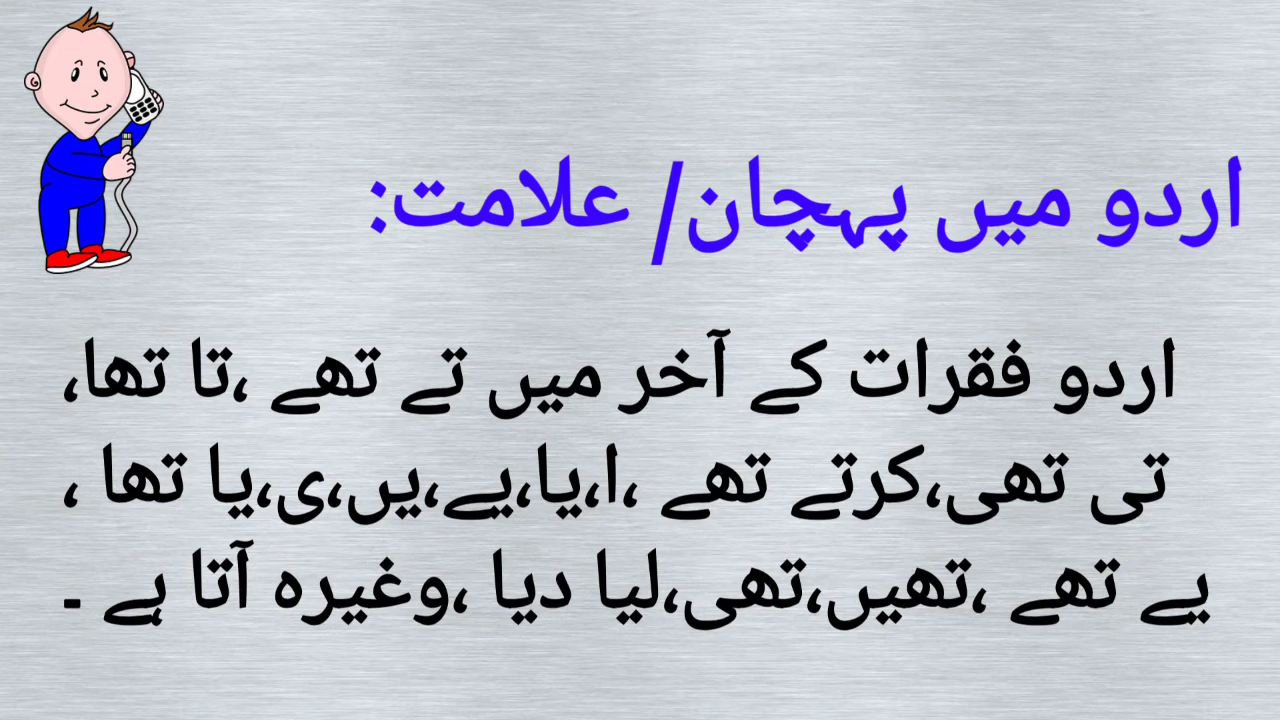 اردو میں پہچان/ علامت:
اردو فقرات کے آخر میں تے تھے ،تا تھا،
تی تھی،کرتے تھے ،ا،یا،یے،یں،ی،یا تھا ،
یے تھے ،تھیں،تھی،لیا دیا ،وغیرہ آتا ہے ۔